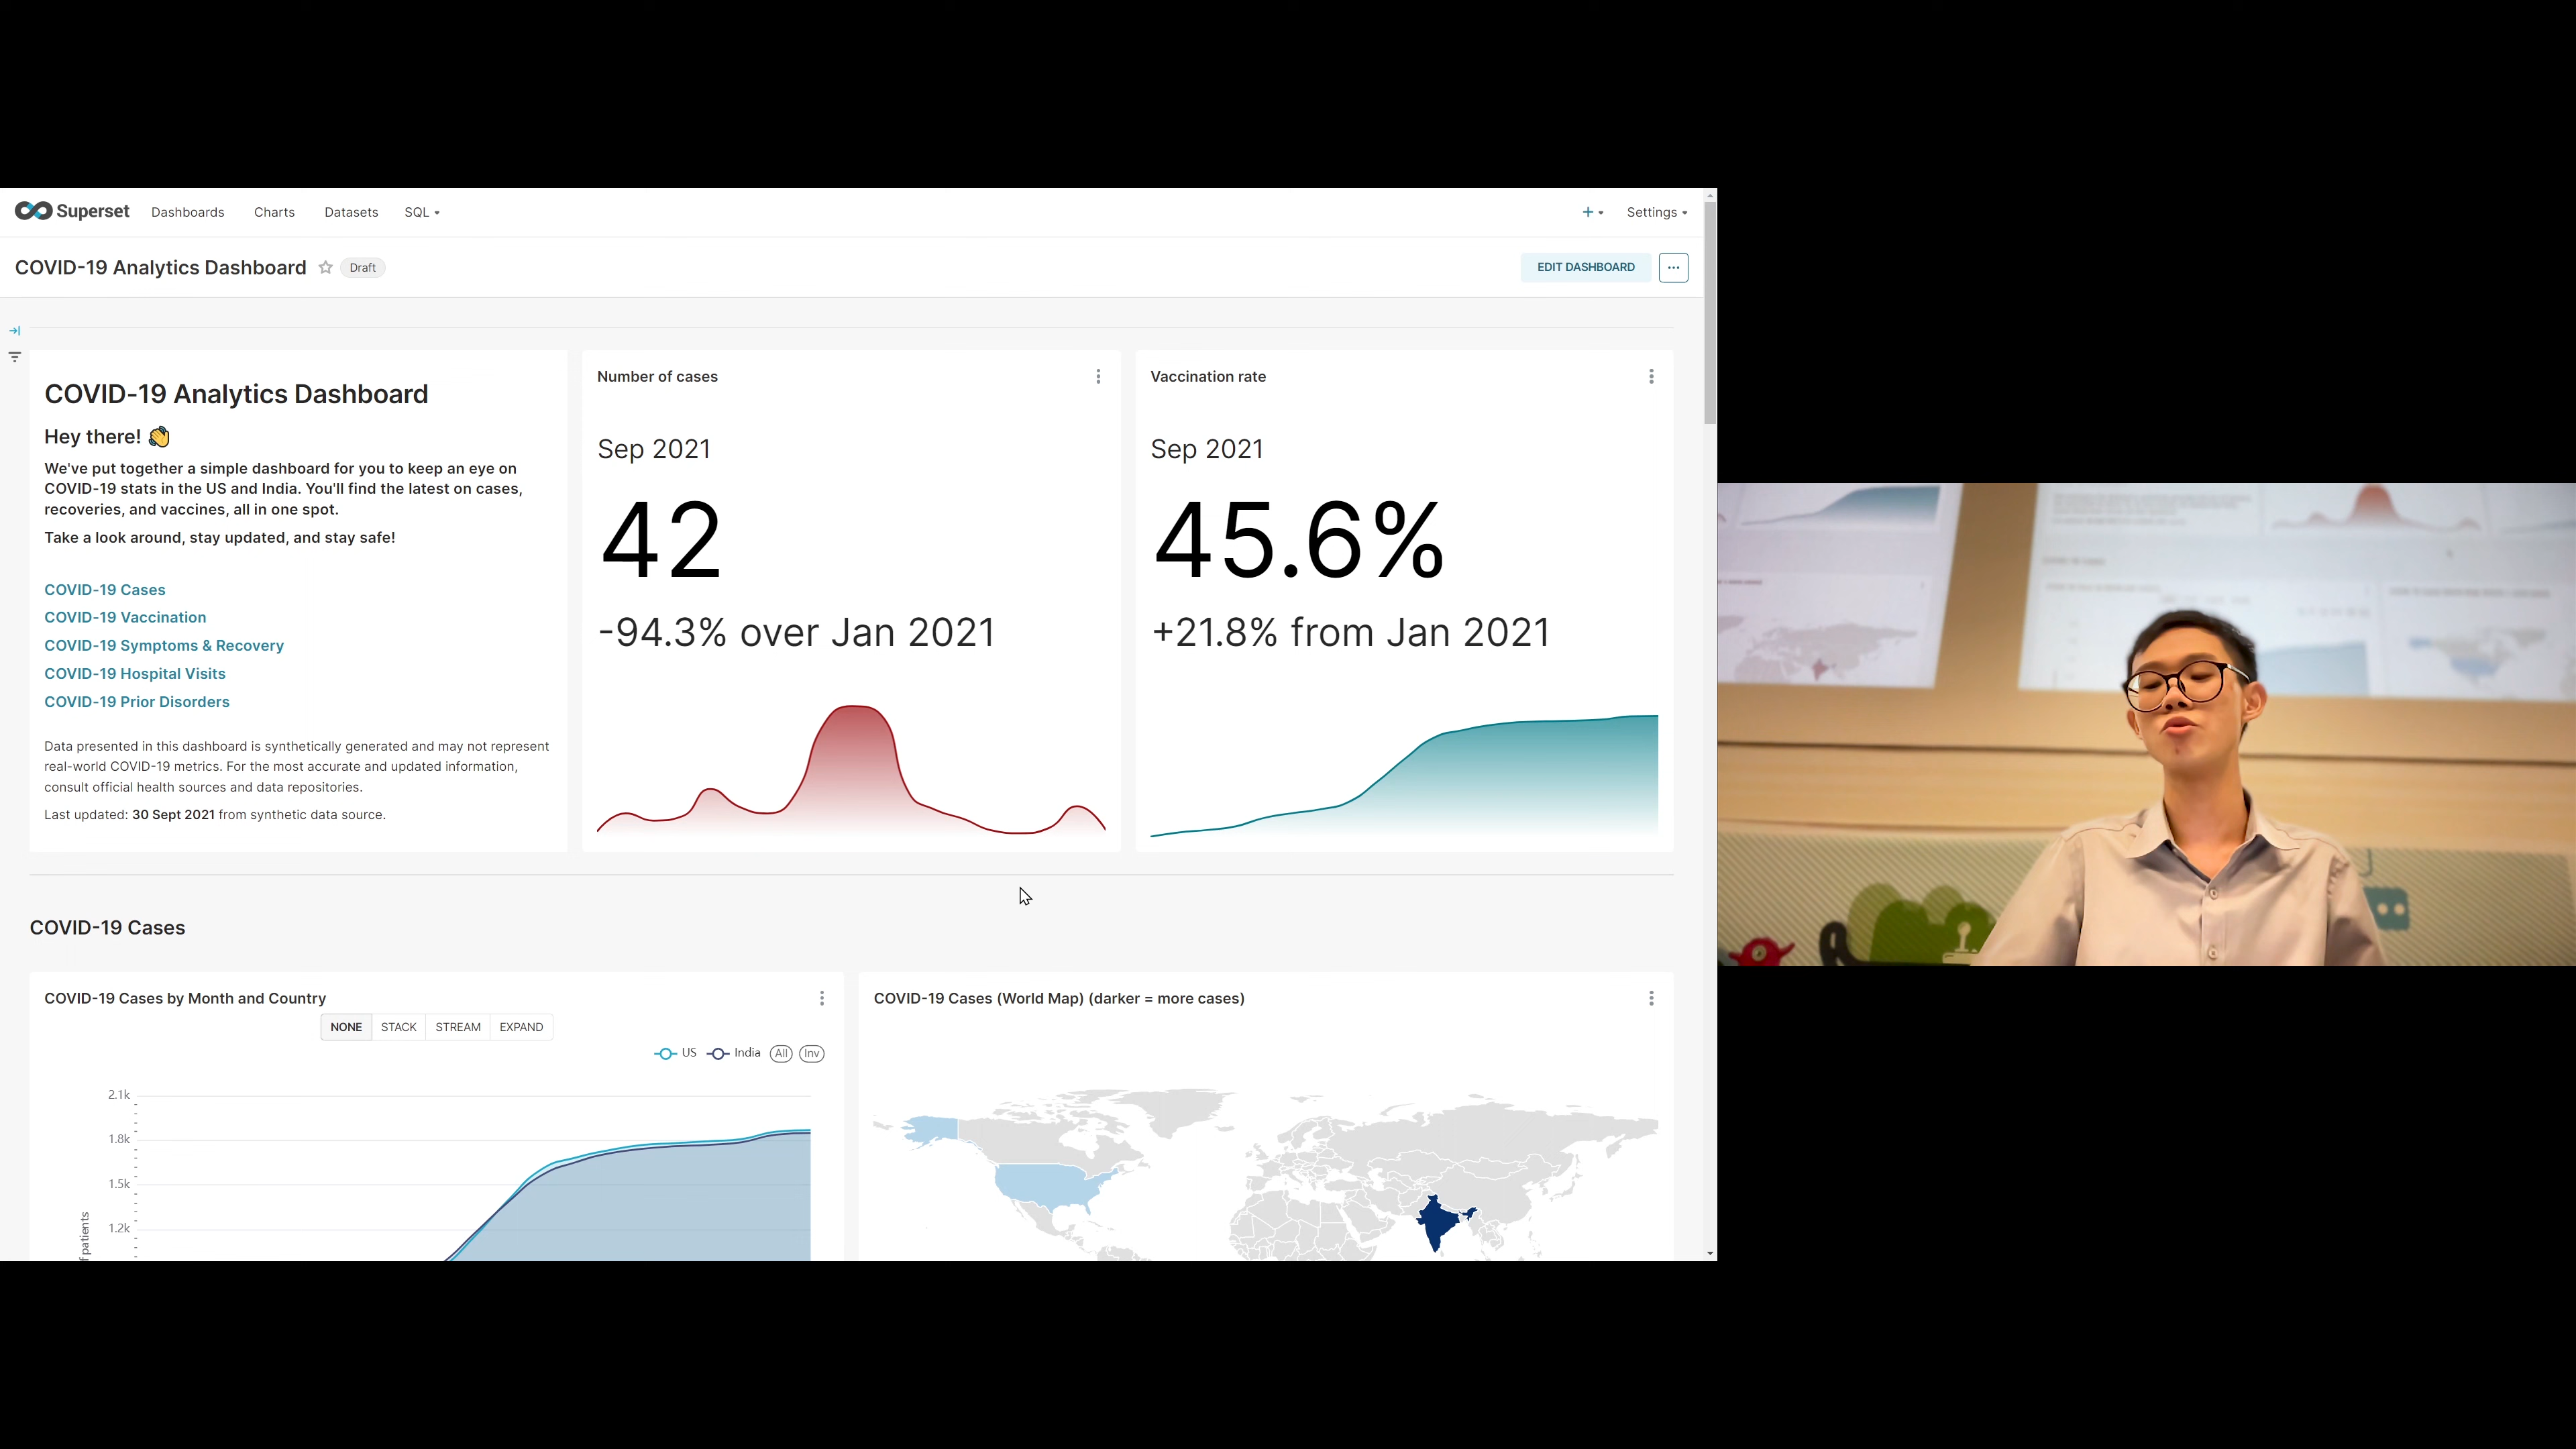 Superset Dashboards Charts Datasets SQL Settings
COVID-19 Analytics Dashboard Draft EDIT DASHBOARD
COVID-19 Analytics Dashboard
Hey there! 👋
We've put together a simple dashboard for you to keep an eye on
COVID-19 stats in the US and India. You'll find the latest on cases,
recoveries, and vaccines, all in one spot.
Take a look around, stay updated, and stay safe!
COVID-19 Cases
COVID-19 Vaccination
COVID-19 Symptoms & Recovery
COVID-19 Hospital Visits
COVID-19 Prior Disorders
Data presented in this dashboard is synthetically generated and may not represent
real-world COVID-19 metrics. For the most accurate and updated information,
consult official health sources and data repositories.
Last updated: 30 Sept 2021 from synthetic data source.
Number of cases
Sep 2021
42
-94.3% over Jan 2021
Vaccination rate
Sep 2021
45.6%
+21.8% from Jan 2021
COVID-19 Cases
COVID-19 Cases by Month and Country
NONE STACK STREAM EXPAND
US India All Inv
2.1k
1.8k
1.5k
1.2k
patients
COVID-19 Cases (World Map) (darker = more cases)